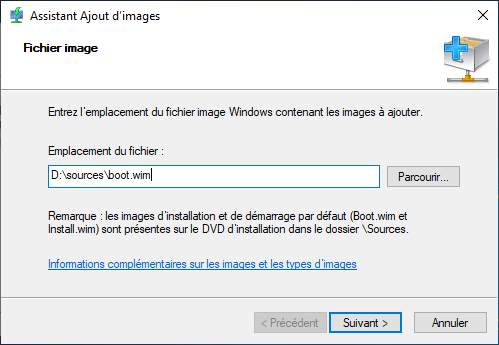 Assistant Ajout d'images
Fichier image
Entrez l'emplacement du fichier image Windows contenant les images à ajouter.
Emplacement du fichier :
D:\sources\boot.wim
Parcourir...
Remarque : les images d'installation et de démarrage par défaut (Boot.wim et
Install.wim) sont présentes sur le DVD d'installation dans le dossier \Sources.
Informations complémentaires sur les images et les types d'images
< Précédent
Suivant >
Annuler